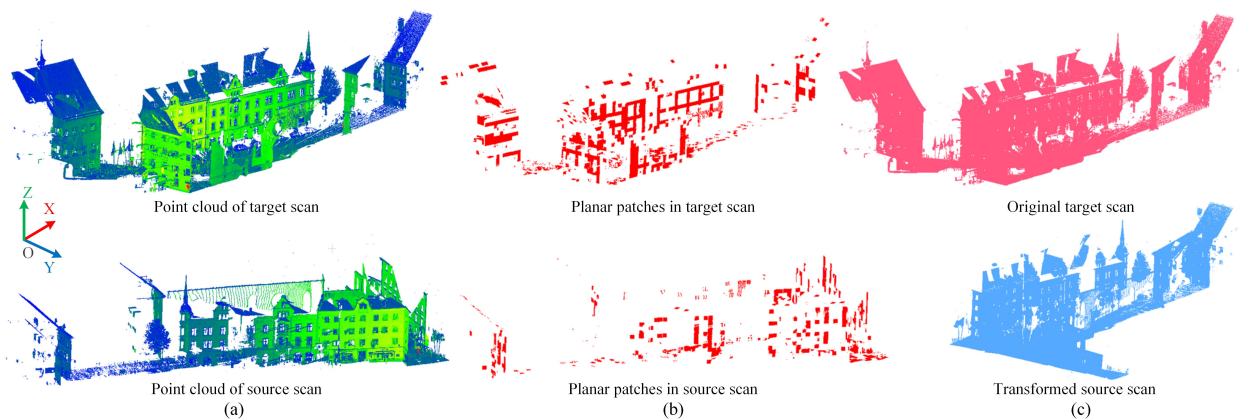 Point cloud of target scan
Planar patches in target scan
Original target scan
Z
X
O
Y
Point cloud of source scan
Planar patches in source scan
Transformed source scan
(a)
(b)
(c)